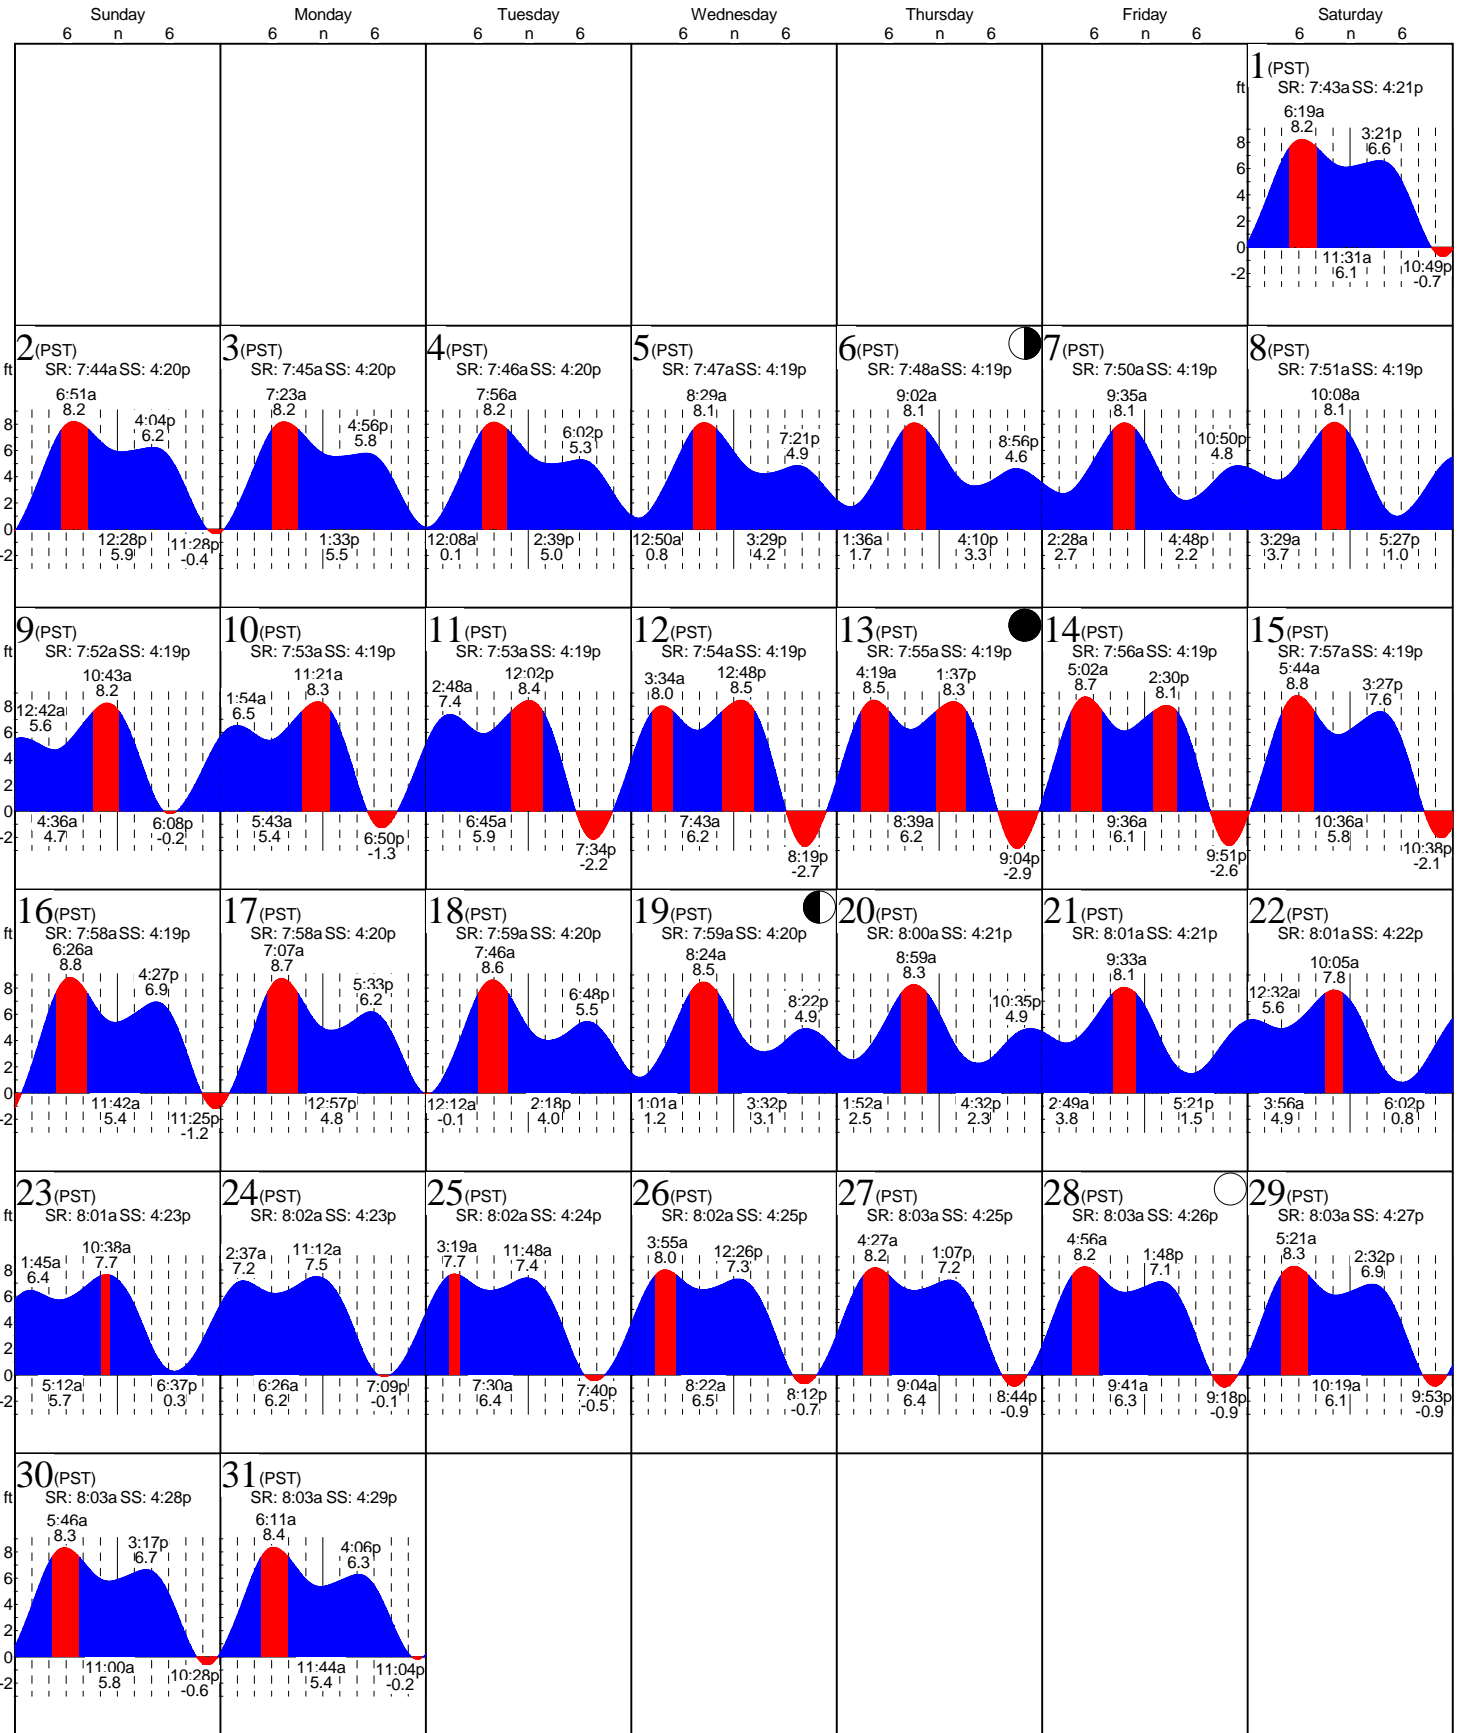 Sunday Monday Tuesday Wednesday Thursday Friday Saturday
6 n 6 6 n 6 6 n 6 6 n 6 6 n 6 6 n 6 6 n 6
1 (PST)
ft SR: 7:43a SS: 4:21p
6:19a
8.2
3:21p
6.6
8
6
4
2
0
-2
11:31a
6.1
10:49p
-0.7
2 (PST)
ft SR: 7:44a SS: 4:20p
6:51a
8.2
4:04p
6.2
8
6
4
2
0
-2
12:28p
5.9
11:28p
-0.4
3 (PST)
SR: 7:45a SS: 4:20p
7:23a
8.2
4:56p
5.8
1:33p
5.5
4 (PST)
SR: 7:46a SS: 4:20p
7:56a
8.2
6:02p
5.3
12:08a
0.1
2:39p
5.0
5 (PST)
SR: 7:47a SS: 4:19p
8:29a
8.1
7:21p
4.9
12:50a
0.8
3:29p
4.2
6 (PST)
SR: 7:48a SS: 4:19p
9:02a
8.1
8:56p
4.6
1:36a
1.7
4:10p
3.3
7 (PST)
SR: 7:50a SS: 4:19p
9:35a
8.1
10:50p
4.8
2:28a
2.7
4:48p
2.2
8 (PST)
SR: 7:51a SS: 4:19p
10:08a
8.1
3:29a
3.7
5:27p
1.0
9 (PST)
ft SR: 7:52a SS: 4:19p
10:43a
8.2
12:42a
5.6
8
6
4
2
0
-2
4:36a
4.7
6:08p
-0.2
10 (PST)
SR: 7:53a SS: 4:19p
11:21a
8.3
1:54a
6.5
5:43a
5.4
6:50p
-1.3
11 (PST)
SR: 7:53a SS: 4:19p
12:02p
8.4
2:48a
7.4
6:45a
5.9
7:34p
-2.2
12 (PST)
SR: 7:54a SS: 4:19p
3:34a
8.0
12:48p
8.5
7:43a
6.2
8:19p
-2.7
13 (PST)
SR: 7:55a SS: 4:19p
4:19a
8.5
1:37p
8.3
8:39a
6.2
9:04p
-2.9
14 (PST)
SR: 7:56a SS: 4:19p
5:02a
8.7
2:30p
8.1
9:36a
6.1
9:51p
-2.6
15 (PST)
SR: 7:57a SS: 4:19p
5:44a
8.8
3:27p
7.6
10:36a
5.8
10:38p
-2.1
16 (PST)
ft SR: 7:58a SS: 4:19p
6:26a
8.8
4:27p
6.9
8
6
4
2
0
-2
11:42a
5.4
11:25p
-1.2
17 (PST)
SR: 7:58a SS: 4:20p
7:07a
8.7
5:33p
6.2
12:57p
4.8
18 (PST)
SR: 7:59a SS: 4:20p
7:46a
8.6
6:48p
5.5
12:12a
-0.1
2:18p
4.0
19 (PST)
SR: 7:59a SS: 4:20p
8:24a
8.5
8:22p
4.9
1:01a
1.2
3:32p
3.1
20 (PST)
SR: 8:00a SS: 4:21p
8:59a
8.3
10:35p
4.9
1:52a
2.5
4:32p
2.3
21 (PST)
SR: 8:01a SS: 4:21p
9:33a
8.1
2:49a
3.8
5:21p
1.5
22 (PST)
SR: 8:01a SS: 4:22p
10:05a
7.8
12:32a
5.6
3:56a
4.9
6:02p
0.8
23 (PST)
ft SR: 8:01a SS: 4:23p
10:38a
7.7
1:45a
6.4
8
6
4
2
0
-2
5:12a
5.7
6:37p
0.3
24 (PST)
SR: 8:02a SS: 4:23p
2:37a
7.2
11:12a
7.5
6:26a
6.2
7:09p
-0.1
25 (PST)
SR: 8:02a SS: 4:24p
3:19a
7.7
11:48a
7.4
7:30a
6.4
7:40p
-0.5
26 (PST)
SR: 8:02a SS: 4:25p
3:55a
8.0
12:26p
7.3
8:22a
6.5
8:12p
-0.7
27 (PST)
SR: 8:03a SS: 4:25p
4:27a
8.2
1:07p
7.2
9:04a
6.4
8:44p
-0.9
28 (PST)
SR: 8:03a SS: 4:26p
4:56a
8.2
1:48p
7.1
9:41a
6.3
9:18p
-0.9
29 (PST)
SR: 8:03a SS: 4:27p
5:21a
8.3
2:32p
6.9
10:19a
6.1
9:53p
-0.9
30 (PST)
ft SR: 8:03a SS: 4:28p
5:46a
8.3
3:17p
6.7
8
6
4
2
0
-2
11:00a
5.8
10:28p
-0.6
31 (PST)
SR: 8:03a SS: 4:29p
6:11a
8.4
4:06p
6.3
11:44a
5.4
11:04p
-0.2